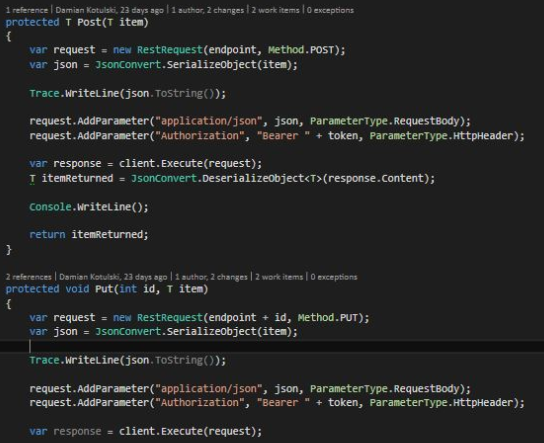 1 reference | Damian Kotulski, 23 days ago | 1 author, 2 changes | 2 work items | 0 exceptions
protected T Post(T item)
{
var request = new RestRequest(endpoint, Method.POST);
var json = JsonConvert.SerializeObject(item);
Trace.WriteLine(json.ToString());
request.AddParameter("application/json", json, ParameterType.RequestBody);
request.AddParameter("Authorization", "Bearer " + token, ParameterType.HttpHeader);
var response = client.Execute(request);
T itemReturned = JsonConvert.DeserializeObject<T>(response.Content);
Console.WriteLine();
return itemReturned;
}
2 references | Damian Kotulski, 23 days ago | 1 author, 2 changes | 2 work items | 0 exceptions
protected void Put(int id, T item)
{
var request = new RestRequest(endpoint + id, Method.PUT);
var json = JsonConvert.SerializeObject(item);
Trace.WriteLine(json.ToString());
request.AddParameter("application/json", json, ParameterType.RequestBody);
request.AddParameter("Authorization", "Bearer " + token, ParameterType.HttpHeader);
var response = client.Execute(request);